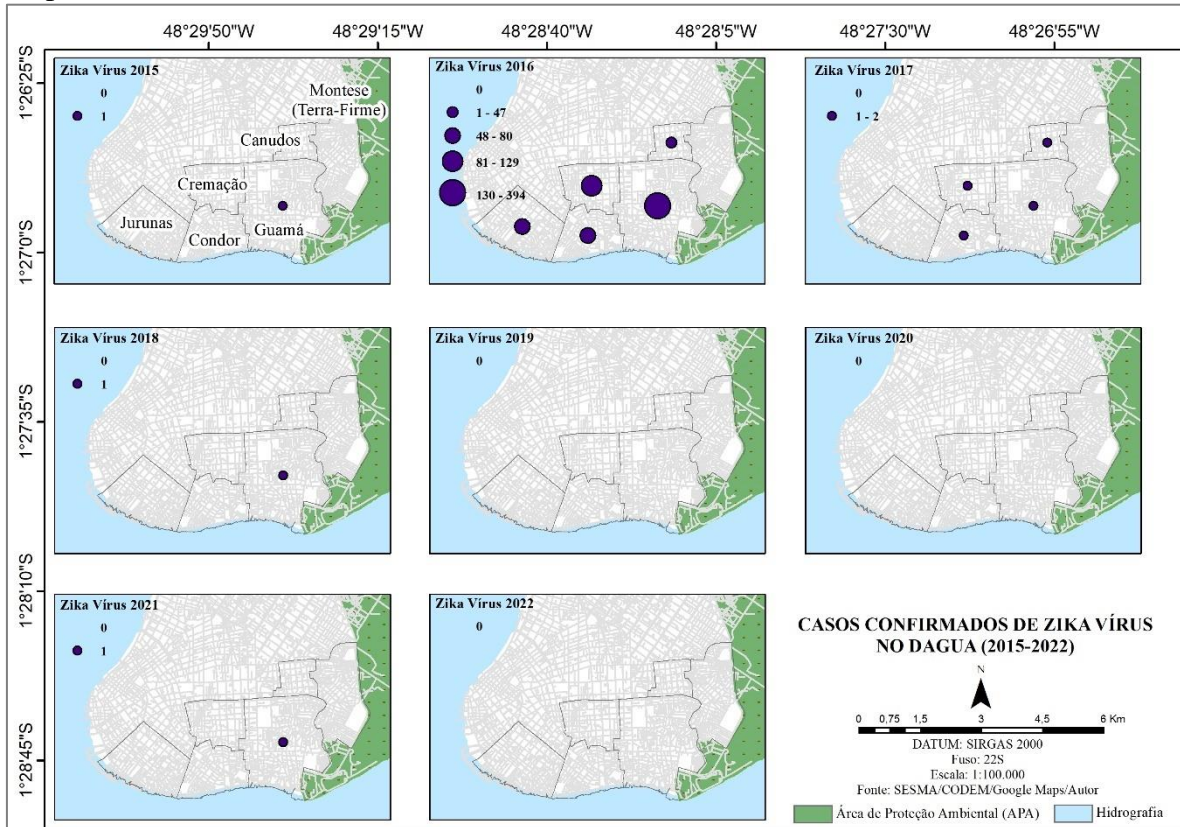 48°29'50"W
48°29'15"W
48°28'40"W
48°28'5"W
48°27'30"W
48°26'55"W
1°26'25"S
1°27'0"S
1°27'35"S
1°28'10"S
1°28'45"S
Zika Vírus 2015
0
1
Montese
(Terra-Firme)
Canudos
Cremação
Jurunas
Condor
Guamá
Zika Vírus 2016
0
1 - 47
48 - 80
81 - 129
130 - 394
Zika Vírus 2017
0
1 - 2
Zika Vírus 2018
0
1
Zika Vírus 2019
0
Zika Vírus 2020
0
Zika Vírus 2021
0
1
Zika Vírus 2022
0
CASOS CONFIRMADOS DE ZIKA VÍRUS
NO DAGUA (2015-2022)
N
0 0,75 1,5 3 4,5 6 Km
DATUM: SIRGAS 2000
Fuso: 22S
Escala: 1:100.000
Fonte: SESMA/CODEM/Google Maps/Autor
Área de Proteção Ambiental (APA) Hidrografia